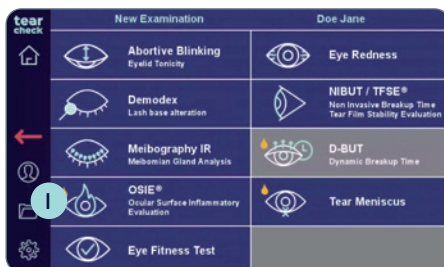 tear
check
New Examination
Doe Jane
Abortive Blinking
Eyelid Tonicity
Eye Redness
Demodex
Lash base alteration
NIBUT / TFSE®
Non Invasive Breakup Time
Tear Film Stability Evaluation
Meibography IR
Meibomian Gland Analysis
D-BUT
Dynamic Breakup Time
I
OSIE®
Ocular Surface Inflammatory
Evaluation
Tear Meniscus
Eye Fitness Test